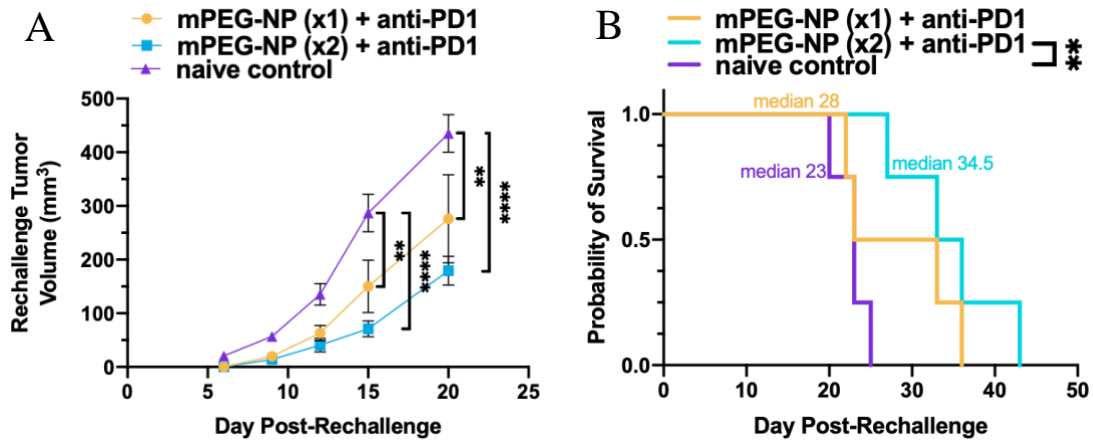 A
mPEG-NP (x1) + anti-PD1
mPEG-NP (x2) + anti-PD1
naive control
500
400
300
200
100
0
Rechallenge Tumor
Volume (mm³)
**
****
**
****
0
5
10
15
20
25
Day Post-Rechallenge
B
mPEG-NP (x1) + anti-PD1
mPEG-NP (x2) + anti-PD1
naive control
**
median 28
median 23
median 34.5
1.0
0.5
0.0
Probability of Survival
0
10
20
30
40
50
Day Post-Rechallenge